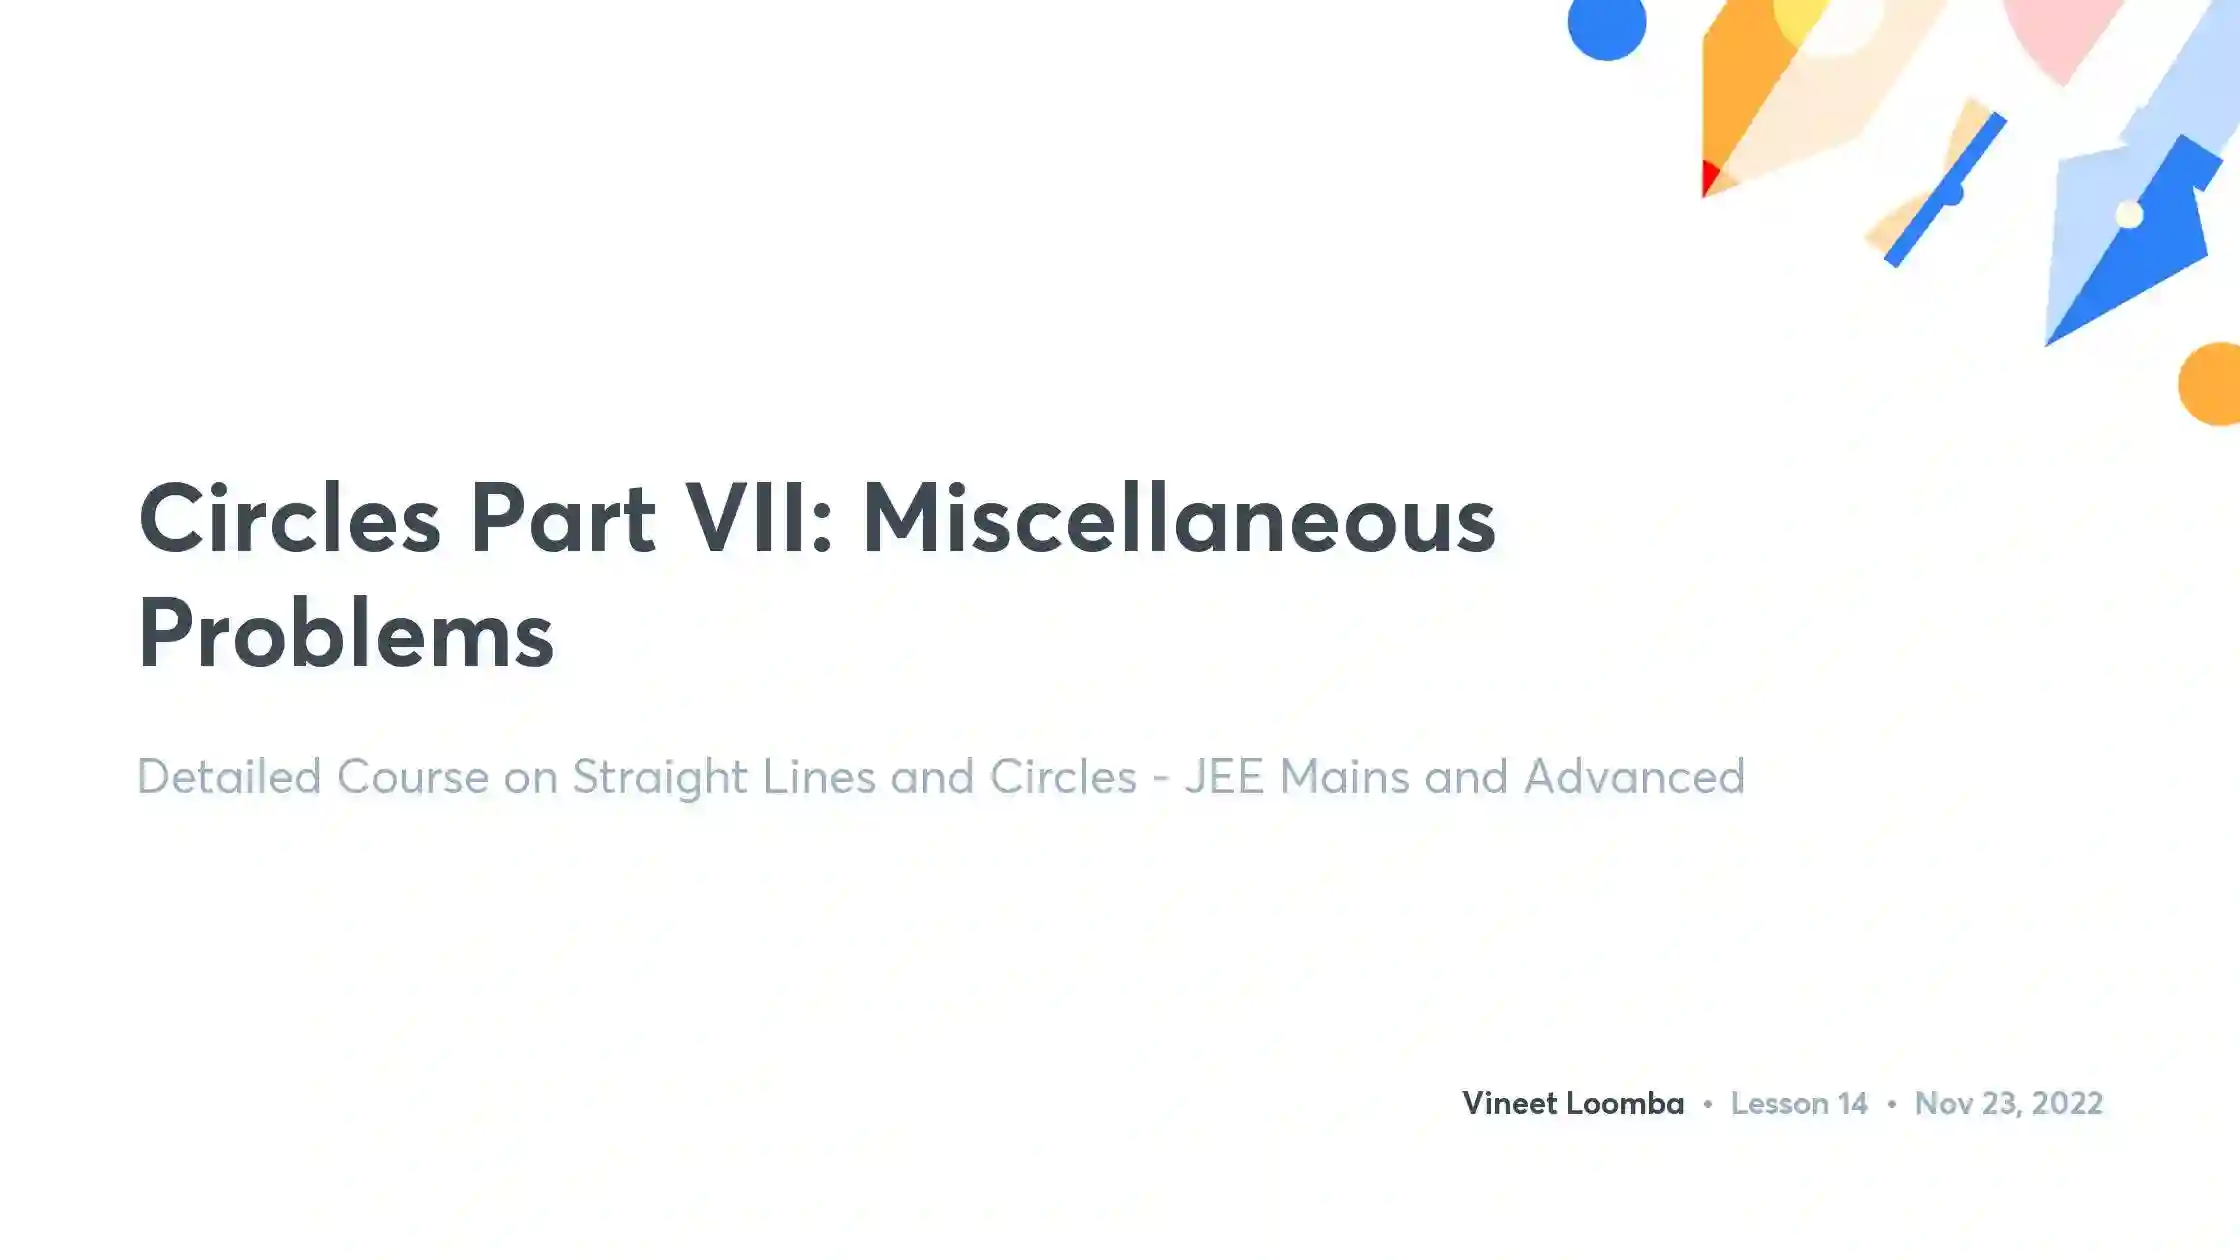 Circles Part VII: Miscellaneous
Problems
Detailed Course on Straight Lines and Circles - JEE Mains and Advanced
Vineet Loomba • Lesson 14 • Nov 23, 2022